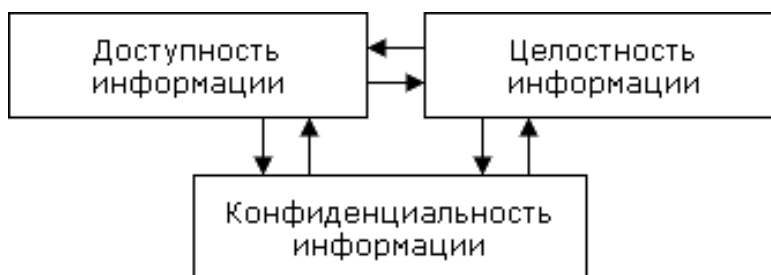 Доступность
информации
Целостность
информации
Конфиденциальность
информации